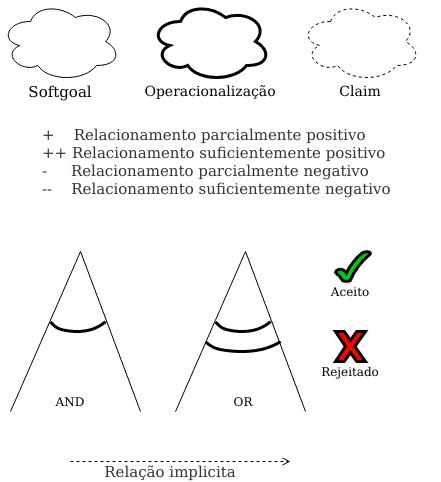 Softgoal
Operacionalização
Claim
+ Relacionamento parcialmente positivo
++ Relacionamento suficientemente positivo
- Relacionamento parcialmente negativo
-- Relacionamento suficientemente negativo
Aceito
Rejeitado
AND
OR
Relação implicita